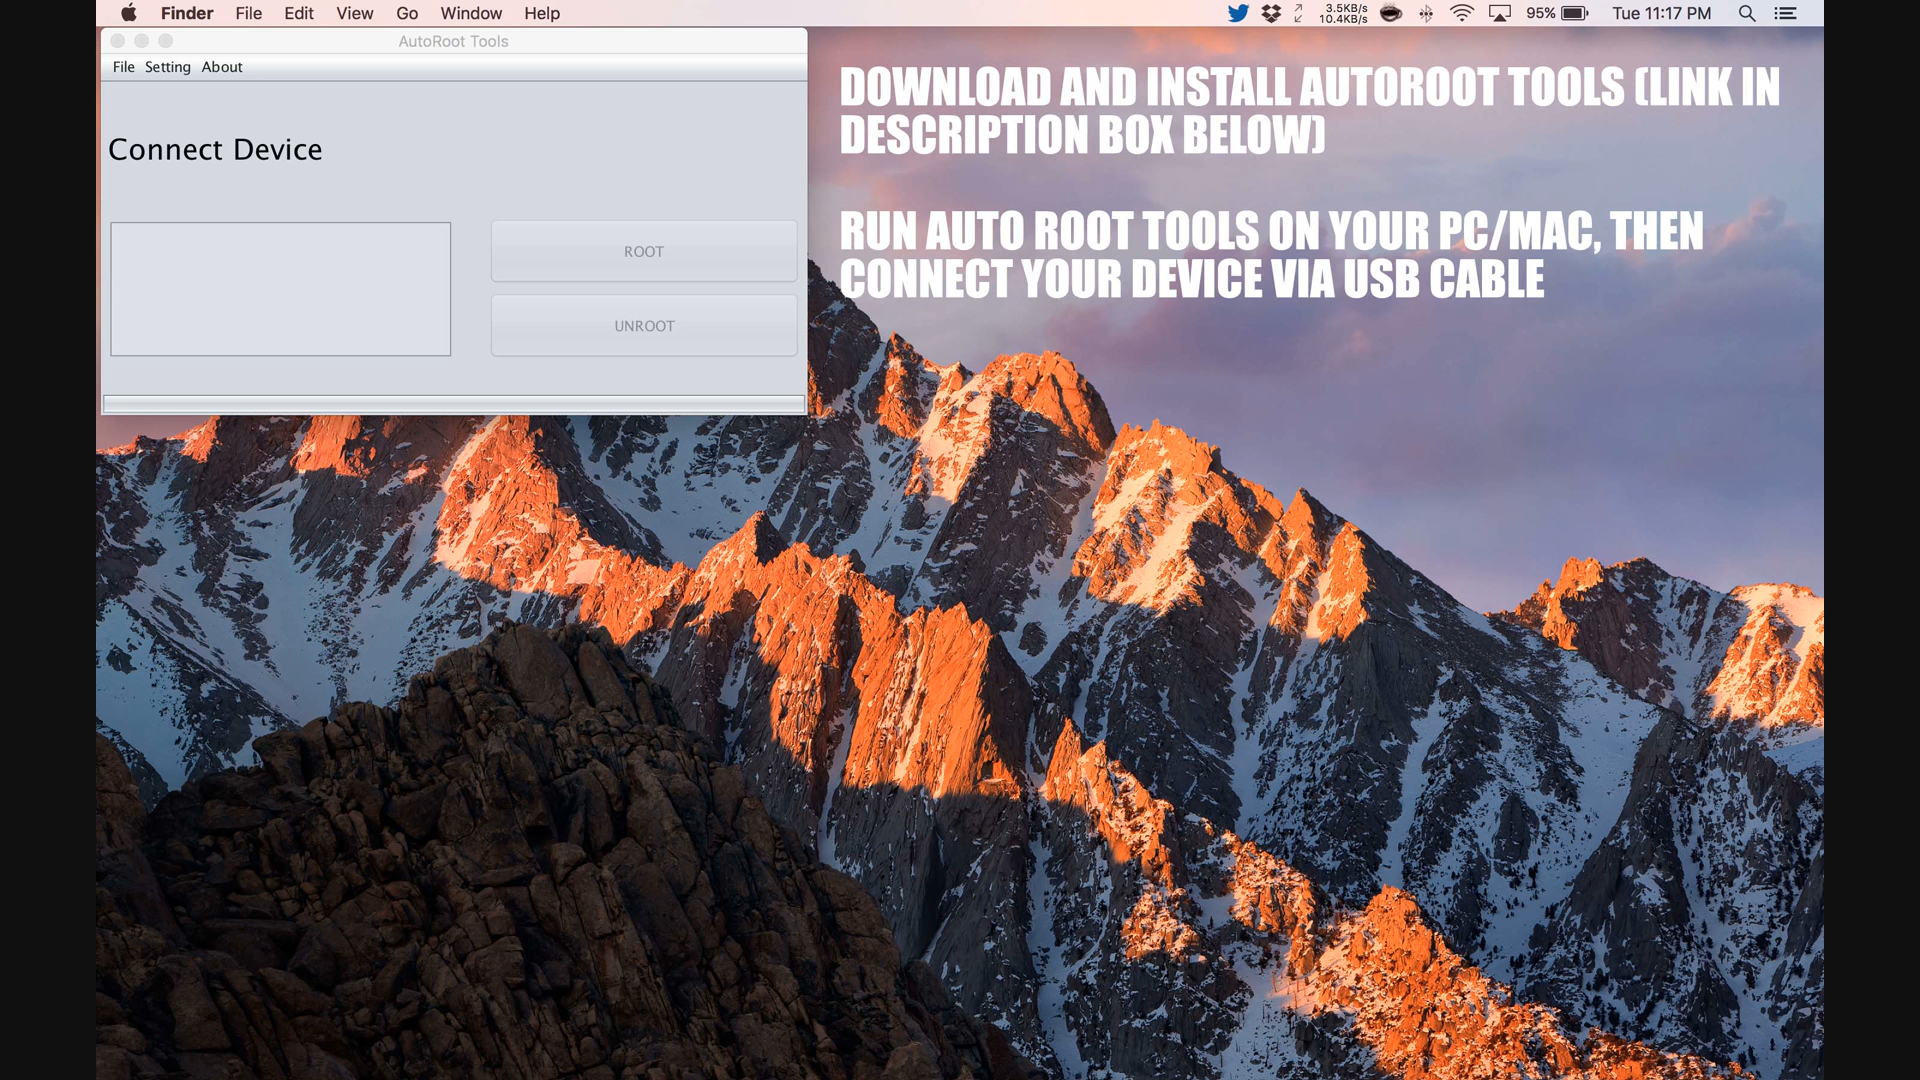 Finder File Edit View Go Window Help
3.5KB/s
10.4KB/s
95%
Tue 11:17 PM
AutoRoot Tools
File Setting About
Connect Device
ROOT
UNROOT
DOWNLOAD AND INSTALL AUTOROOT TOOLS (LINK IN
DESCRIPTION BOX BELOW)
RUN AUTO ROOT TOOLS ON YOUR PC/MAC, THEN
CONNECT YOUR DEVICE VIA USB CABLE